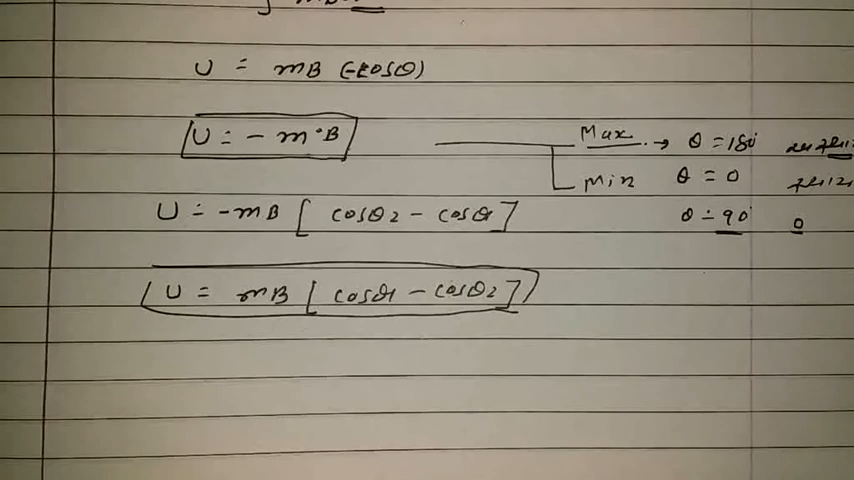 U = mB (-cosθ)
U = - m·B
Max → θ = 180°
Min θ = 0
U = -mB [ cosθ2 - cosθ1 ]
θ = 90° 0
U = mB [ cosθ1 - cosθ2 ]